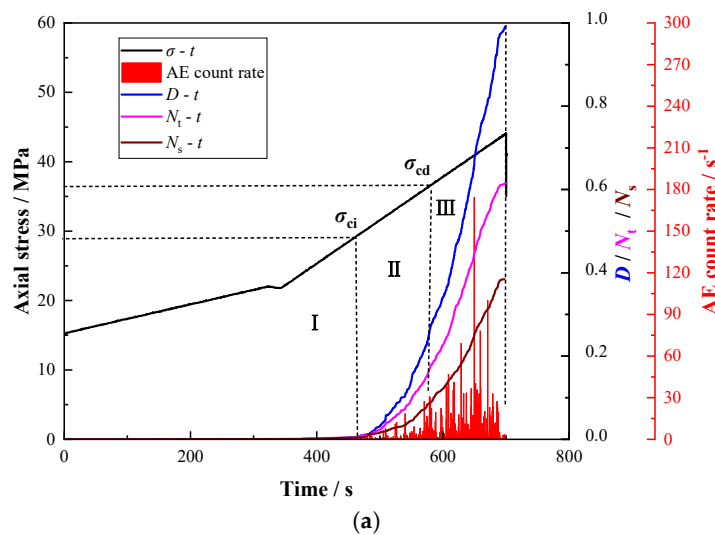 σ - t
AE count rate
D - t
Nt - t
Ns - t
Axial stress / MPa
0
10
20
30
40
50
60
σci
σcd
I
II
III
0
200
400
600
800
Time / s
0.0
0.2
0.4
0.6
0.8
1.0
D / Nt / Ns
0
30
60
90
120
150
180
210
240
270
300
AE count rate / s-1
(a)